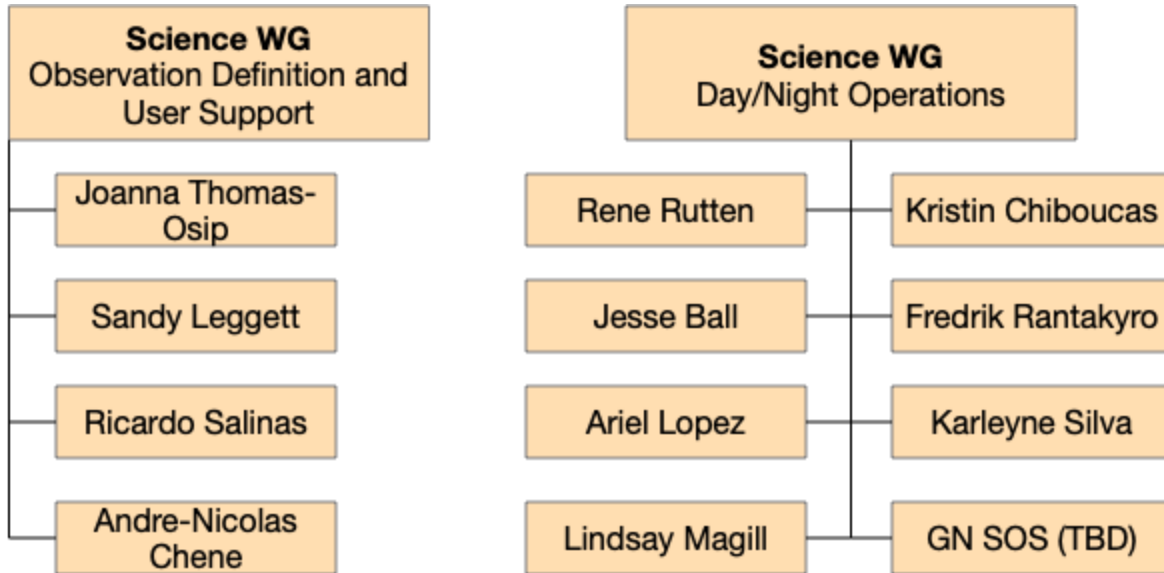 Science WG
Observation Definition and
User Support
Joanna Thomas-
Osip
Sandy Leggett
Ricardo Salinas
Andre-Nicolas
Chene
Science WG
Day/Night Operations
Rene Rutten
Kristin Chiboucas
Jesse Ball
Fredrik Rantakyro
Ariel Lopez
Karleyne Silva
Lindsay Magill
GN SOS (TBD)